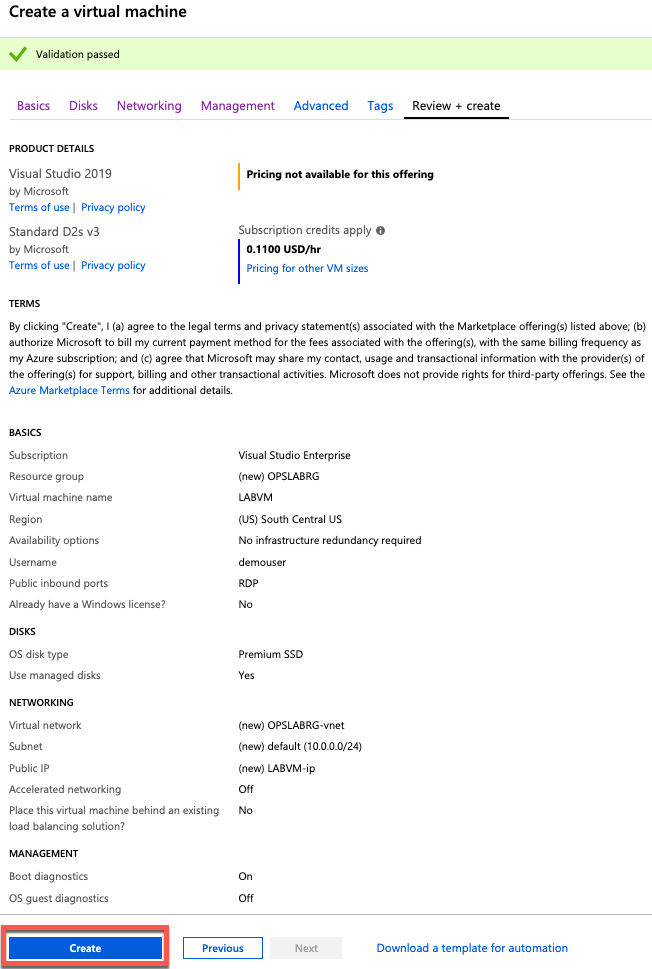 Create a virtual machine
Validation passed
Basics Disks Networking Management Advanced Tags Review + create
PRODUCT DETAILS
Visual Studio 2019
by Microsoft
Terms of use | Privacy policy
Pricing not available for this offering
Standard D2s v3
by Microsoft
Terms of use | Privacy policy
Subscription credits apply
0.1100 USD/hr
Pricing for other VM sizes
TERMS
By clicking "Create", I (a) agree to the legal terms and privacy statement(s) associated with the Marketplace offering(s) listed above; (b)
authorize Microsoft to bill my current payment method for the fees associated with the offering(s), with the same billing frequency as
my Azure subscription; and (c) agree that Microsoft may share my contact, usage and transactional information with the provider(s) of
the offering(s) for support, billing and other transactional activities. Microsoft does not provide rights for third-party offerings. See the
Azure Marketplace Terms for additional details.
BASICS
Subscription Visual Studio Enterprise
Resource group (new) OPSLABRG
Virtual machine name LABVM
Region (US) South Central US
Availability options No infrastructure redundancy required
Username demouser
Public inbound ports RDP
Already have a Windows license? No
DISKS
OS disk type Premium SSD
Use managed disks Yes
NETWORKING
Virtual network (new) OPSLABRG-vnet
Subnet (new) default (10.0.0.0/24)
Public IP (new) LABVM-ip
Accelerated networking Off
Place this virtual machine behind an existing No
load balancing solution?
MANAGEMENT
Boot diagnostics On
OS guest diagnostics Off
Create Previous Next Download a template for automation